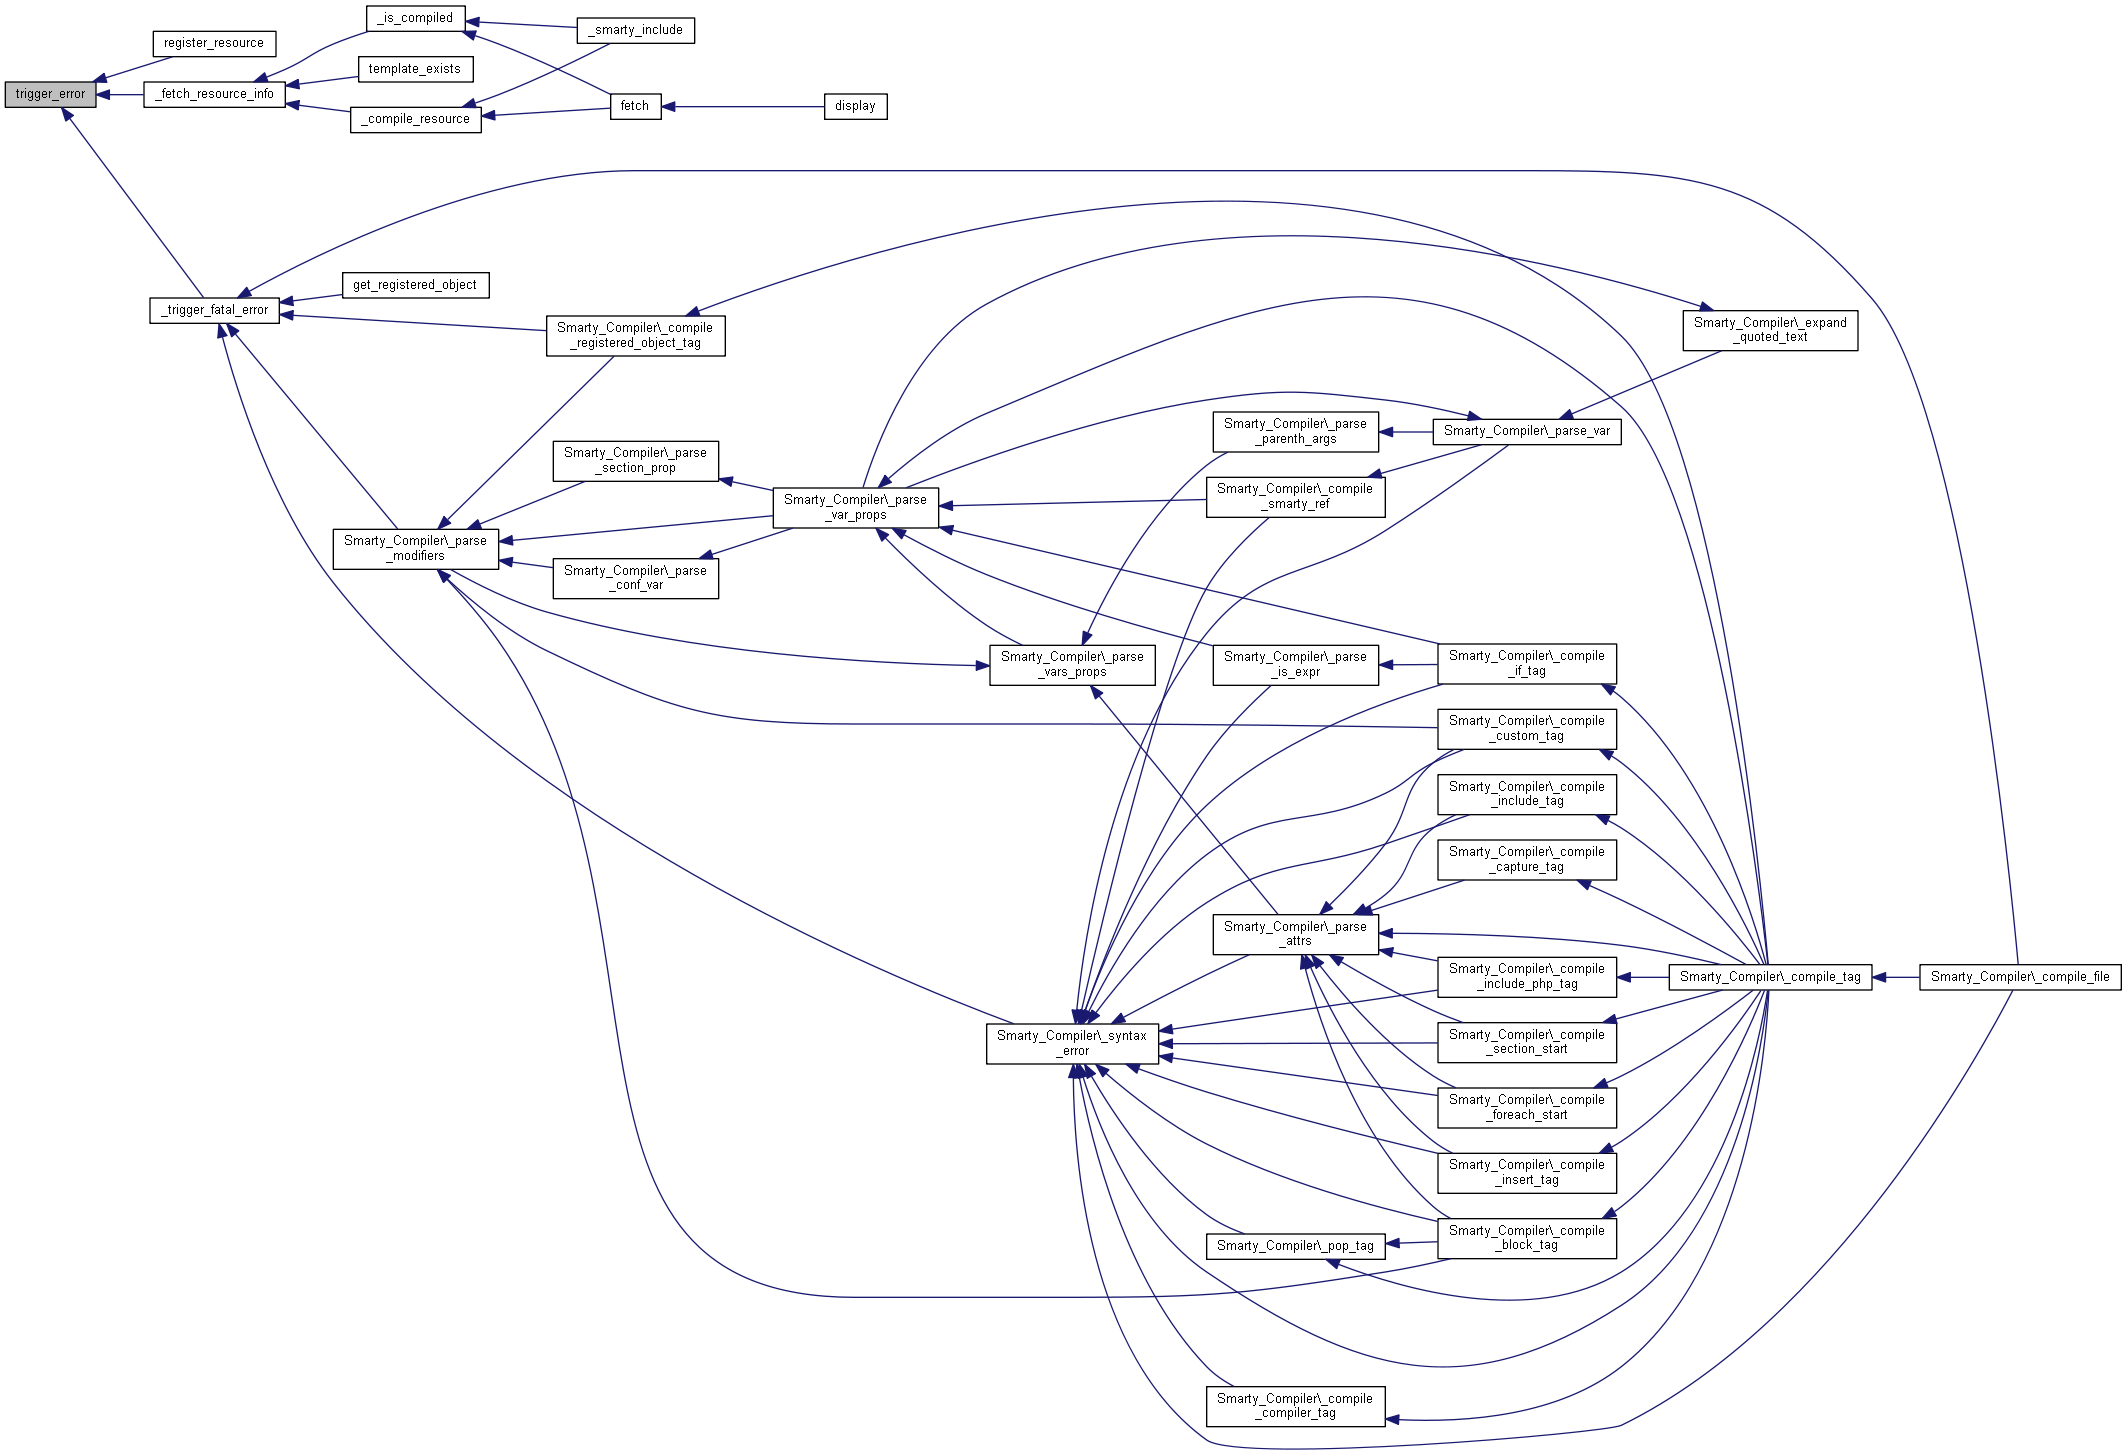 _is_compiled
_smarty_include
register_resource
template_exists
trigger_error
_fetch_resource_info
fetch
display
_compile_resource
get_registered_object
_trigger_fatal_error
Smarty_Compiler\_compile
_registered_object_tag
Smarty_Compiler\_expand
_quoted_text
Smarty_Compiler\_parse
_parenth_args
Smarty_Compiler\_parse_var
Smarty_Compiler\_parse
_section_prop
Smarty_Compiler\_parse
_var_props
Smarty_Compiler\_compile
_smarty_ref
Smarty_Compiler\_parse
_modifiers
Smarty_Compiler\_parse
_conf_var
Smarty_Compiler\_parse
_vars_props
Smarty_Compiler\_parse
_is_expr
Smarty_Compiler\_compile
_if_tag
Smarty_Compiler\_compile
_custom_tag
Smarty_Compiler\_compile
_include_tag
Smarty_Compiler\_compile
_capture_tag
Smarty_Compiler\_parse
_attrs
Smarty_Compiler\_compile
_include_php_tag
Smarty_Compiler\_compile_tag
Smarty_Compiler\_compile_file
Smarty_Compiler\_syntax
_error
Smarty_Compiler\_compile
_section_start
Smarty_Compiler\_compile
_foreach_start
Smarty_Compiler\_compile
_insert_tag
Smarty_Compiler\_pop_tag
Smarty_Compiler\_compile
_block_tag
Smarty_Compiler\_compile
_compiler_tag